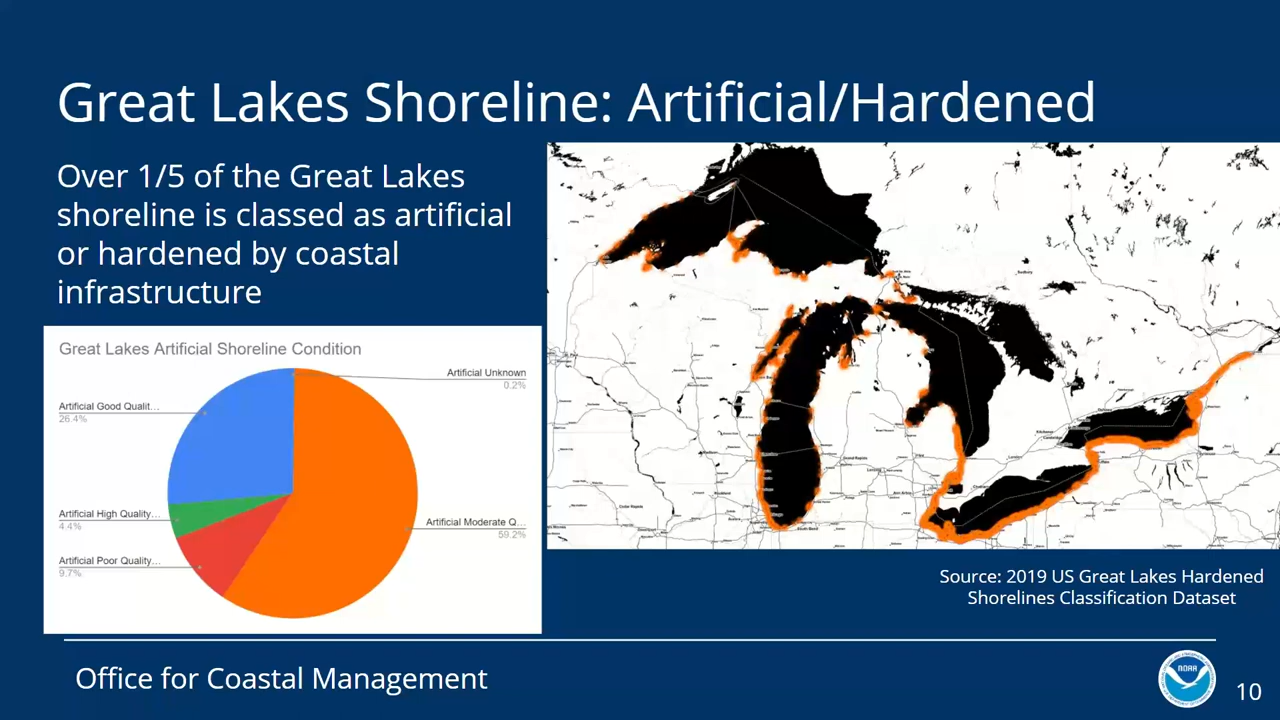 Great Lakes Shoreline: Artificial/Hardened
Over 1/5 of the Great Lakes
shoreline is classed as artificial
or hardened by coastal
infrastructure
Great Lakes Artificial Shoreline Condition
Artificial Unknown
0.2%
Artificial Good Qualit…
26.4%
Artificial High Quality…
4.4%
Artificial Moderate Q…
59.2%
Artificial Poor Quality…
9.7%
Sudbury
Source: 2019 US Great Lakes Hardened
Shorelines Classification Dataset
Office for Coastal Management
NOAA
10